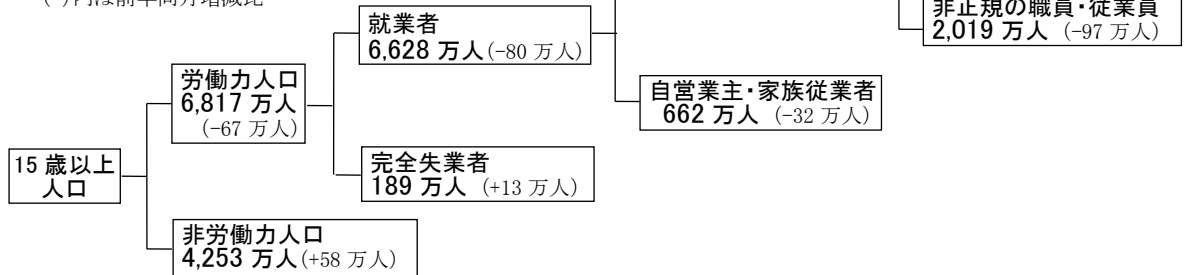 ( )内は前年同月増減比
非正規の職員・従業員
2,019 万人 (-97 万人)
就業者
6,628 万人(-80 万人)
自営業主・家族従業者
662 万人 (-32 万人)
労働力人口
6,817 万人
(-67 万人)
完全失業者
189 万人 (+13 万人)
15 歳以上
人口
非労働力人口
4,253 万人(+58 万人)